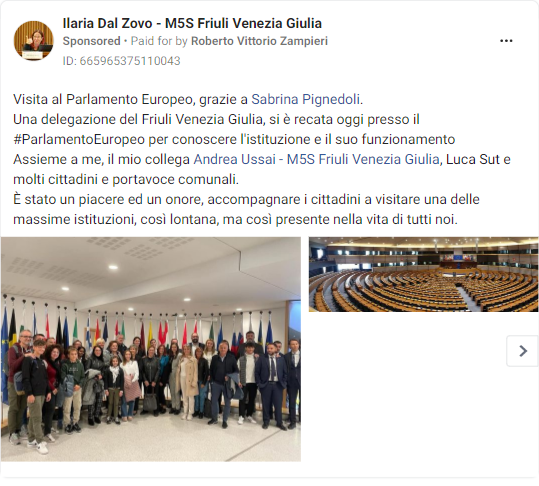 Ilaria Dal Zovo - M5S Friuli Venezia Giulia
Sponsored • Paid for by Roberto Vittorio Zampieri
ID: 665965375110043
Visita al Parlamento Europeo, grazie a Sabrina Pignedoli.
Una delegazione del Friuli Venezia Giulia, si è recata oggi presso il
#ParlamentoEuropeo per conoscere l'istituzione e il suo funzionamento
Assieme a me, il mio collega Andrea Ussai - M5S Friuli Venezia Giulia, Luca Sut e
molti cittadini e portavoce comunali.
È stato un piacere ed un onore, accompagnare i cittadini a visitare una delle
massime istituzioni, così lontana, ma così presente nella vita di tutti noi.